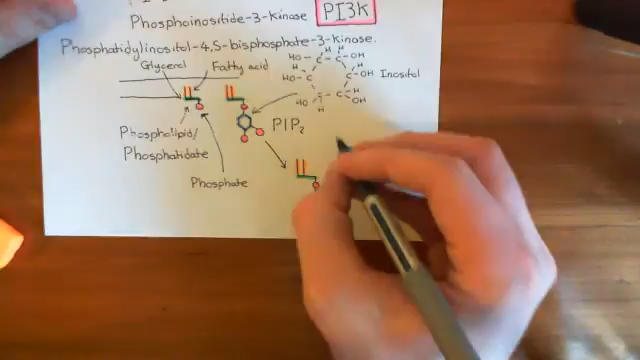 Phosphoinositide-3-kinase PI3K
Phosphatidylinositol-4,5-bisphosphate-3-kinase.
Glycerol Fatty acid
H H
HO-C-C-OH
H H
HO-C C-OH Inositol
HO C-C H
H OH
PIP2
Phospholipid/
Phosphatidate
Phosphate